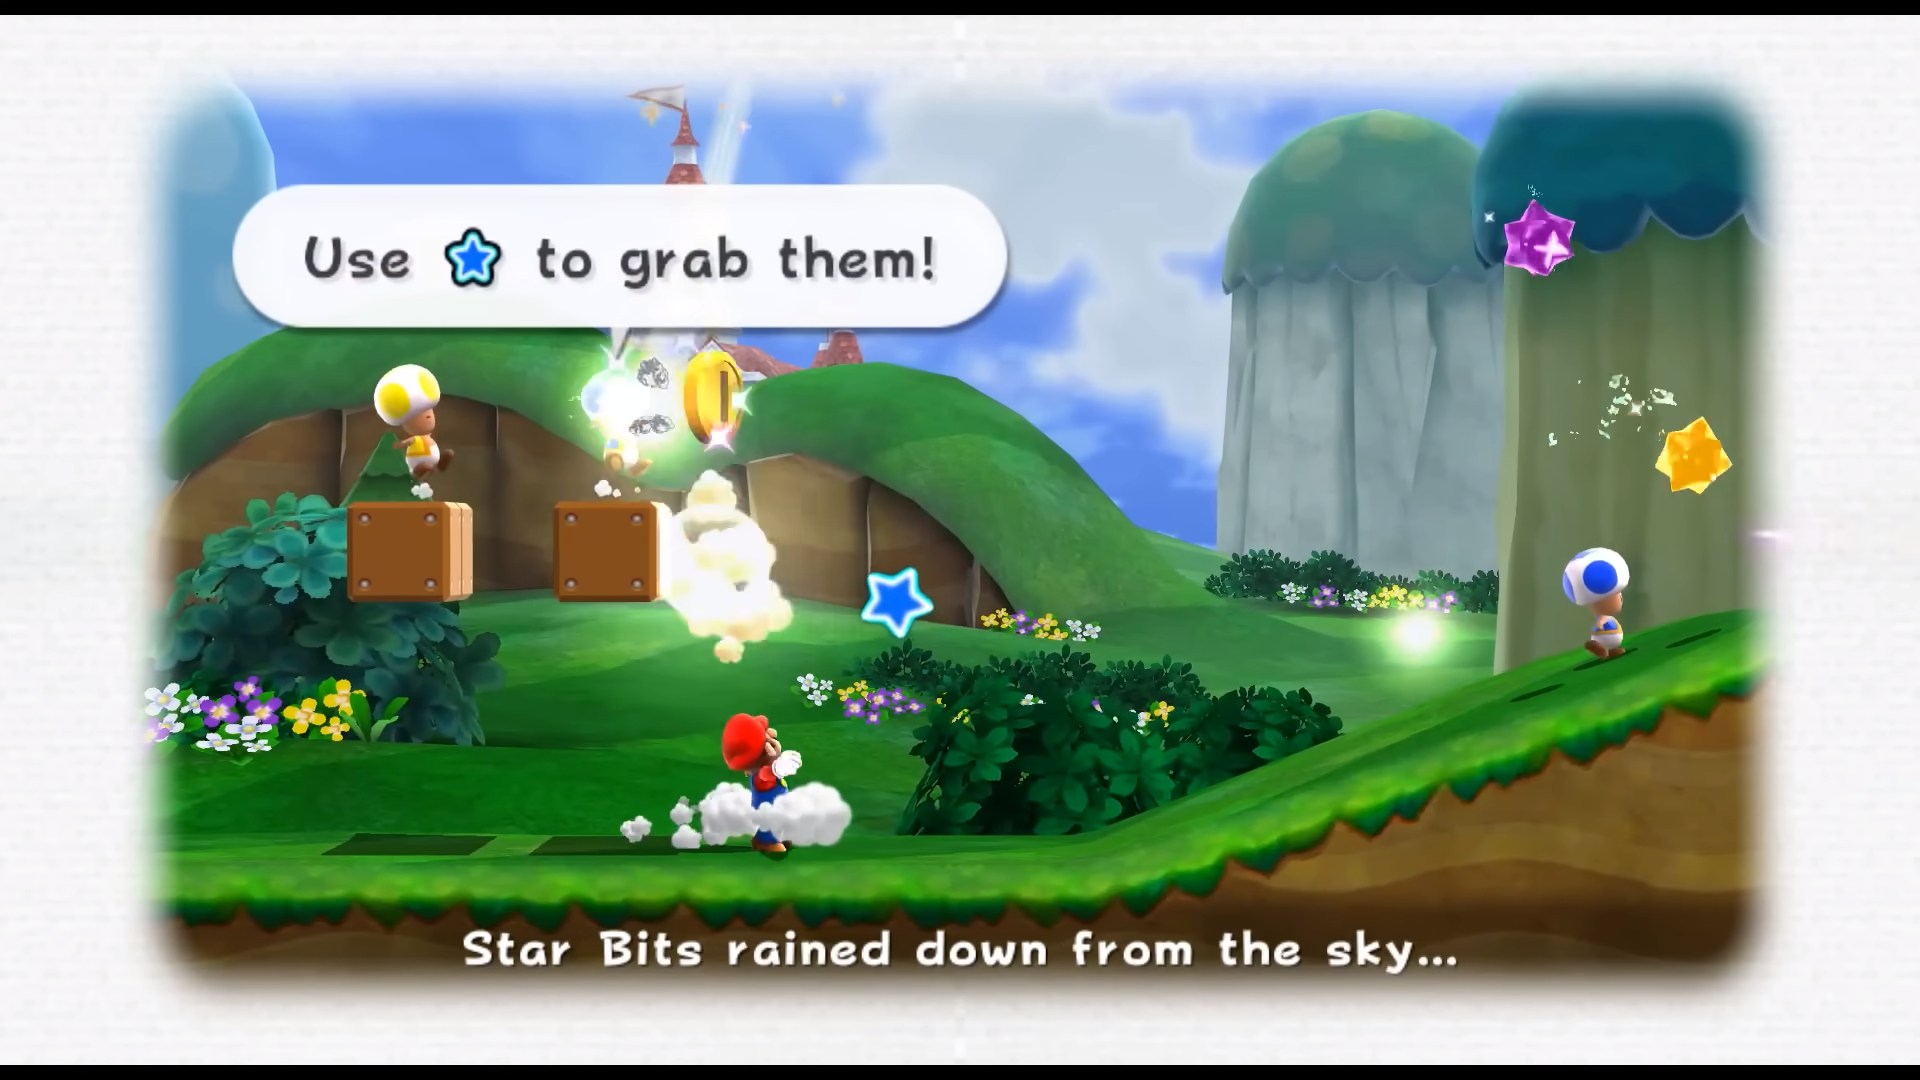 Use to grab them!
Star Bits rained down from the sky...